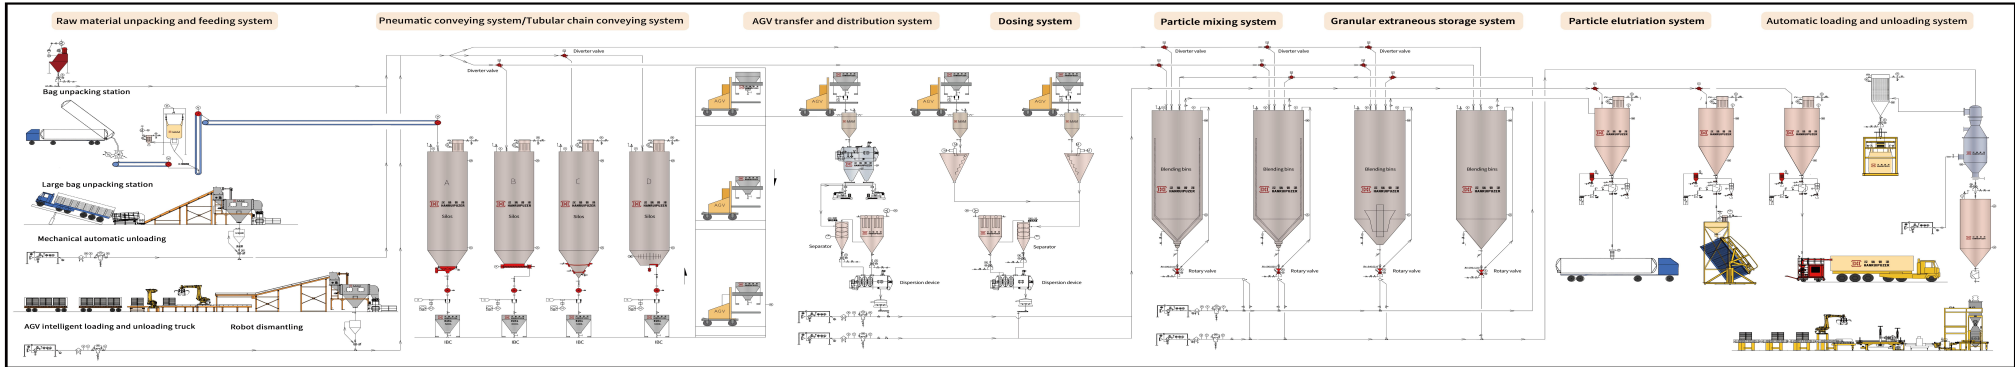 Raw material unpacking and feeding system
Pneumatic conveying system/Tubular chain conveying system
AGV transfer and distribution system
Dosing system
Particle mixing system
Granular extraneous storage system
Particle elutriation system
Automatic loading and unloading system
Bag unpacking station
Large bag unpacking station
Mechanical automatic unloading
AGV intelligent loading and unloading truck
Robot dismantling
Diverter valve
Diverter valve
A
B
C
D
Silos
Silos
Silos
Silos
IBC
IBC
IBC
IBC
AGV
AGV
AGV
AGV
AGV
AGV
Separator
Separator
Dispersion device
Dispersion device
Diverter valve
Diverter valve
Diverter valve
Blending bins
Blending bins
Blending bins
Blending bins
Rotary valve
Rotary valve
Rotary valve
Rotary valve